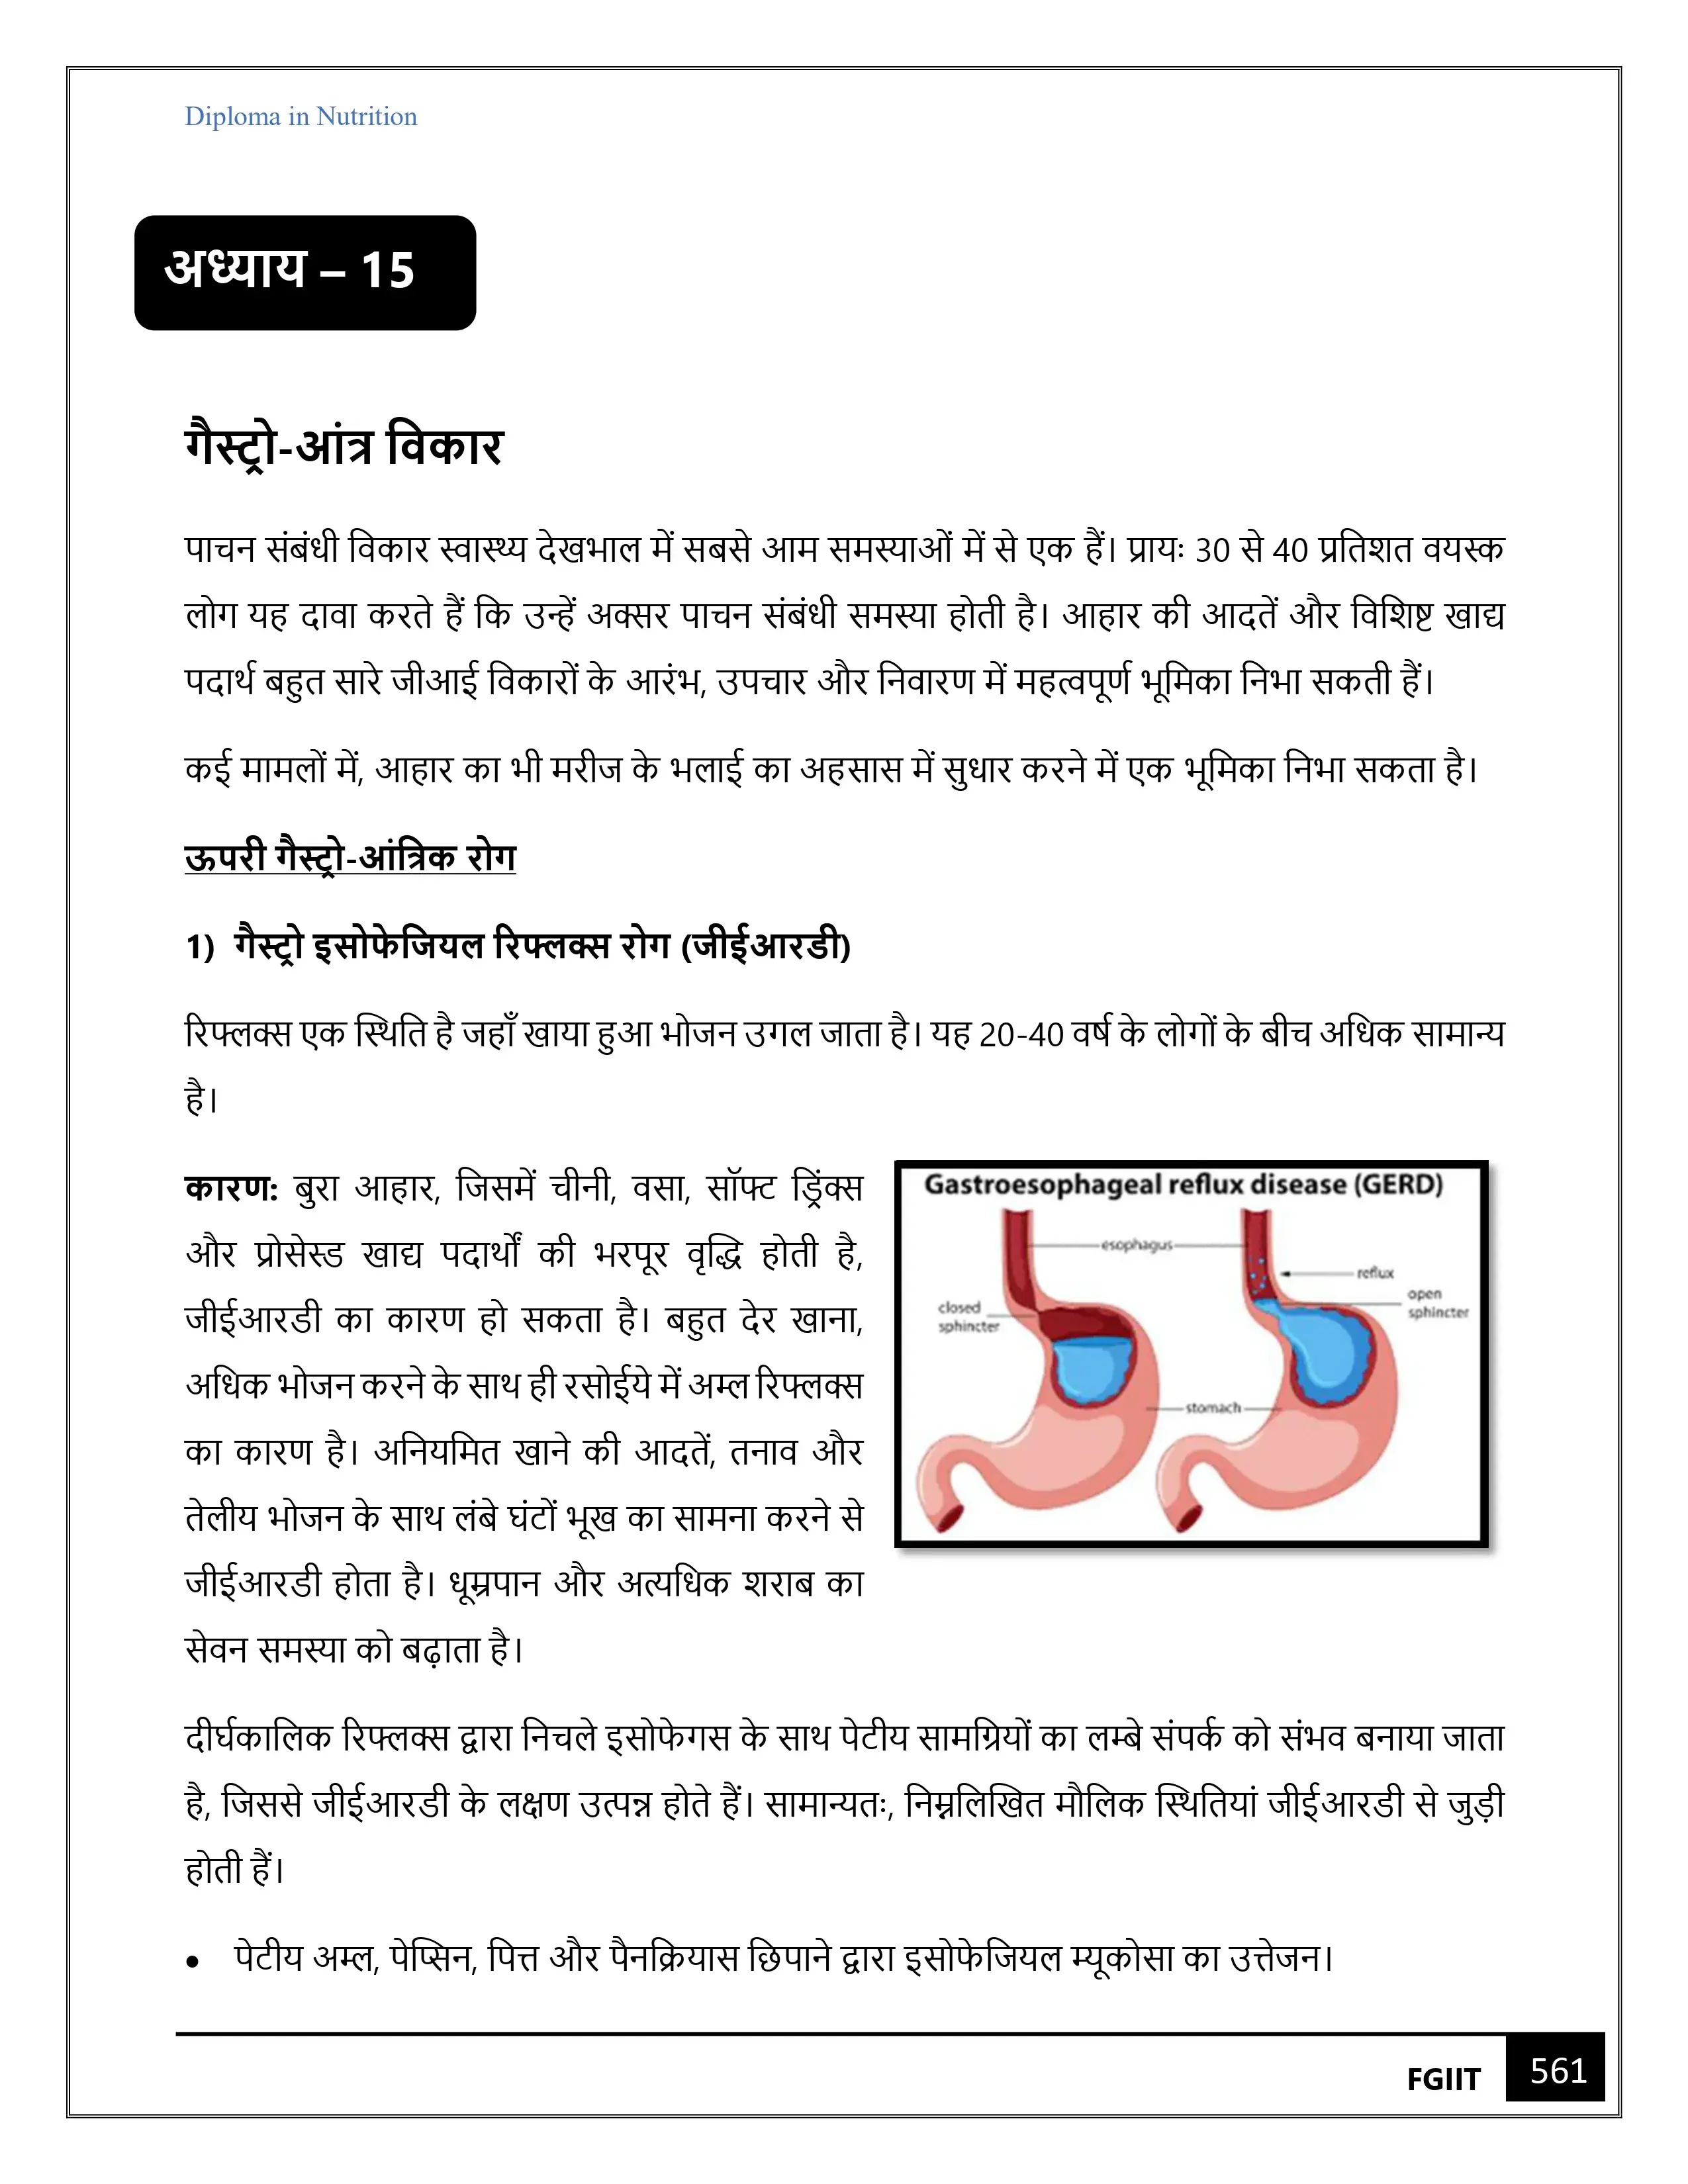 Diploma in Nutrition
अध्याय – 15
गैस्ट्रो-आंत्र विकार
पाचन संबंधी विकार स्वास्थ्य देखभाल में सबसे आम समस्याओं में से एक हैं। प्रायः 30 से 40 प्रतिशत वयस्क
लोग यह दावा करते हैं कि उन्हें अक्सर पाचन संबंधी समस्या होती है। आहार की आदतें और विशिष्ट खाद्य
पदार्थ बहुत सारे जीआई विकारों के आरंभ, उपचार और निवारण में महत्वपूर्ण भूमिका निभा सकती हैं।
कई मामलों में, आहार का भी मरीज के भलाई का अहसास में सुधार करने में एक भूमिका निभा सकता है।
ऊपरी गैस्ट्रो-आंत्रिक रोग
1) गैस्ट्रो इसोफेजियल रिफ्लक्स रोग (जीईआरडी)
रिफ्लक्स एक स्थिति है जहाँ खाया हुआ भोजन उगल जाता है। यह 20-40 वर्ष के लोगों के बीच अधिक सामान्य
है।
कारण: बुरा आहार, जिसमें चीनी, वसा, सॉफ्ट ड्रिंक्स
और प्रोसेस्ड खाद्य पदार्थों की भरपूर वृद्धि होती है,
जीईआरडी का कारण हो सकता है। बहुत देर खाना,
अधिक भोजन करने के साथ ही रसोईये में अम्ल रिफ्लक्स
का कारण है। अनियमित खाने की आदतें, तनाव और
तेलीय भोजन के साथ लंबे घंटों भूख का सामना करने से
जीईआरडी होता है। धूम्रपान और अत्यधिक शराब का
सेवन समस्या को बढ़ाता है।
Gastroesophageal reflux disease (GERD)
esophagus
reflux
closed
sphincter
open
sphincter
stomach
दीर्घकालिक रिफ्लक्स द्वारा निचले इसोफेगस के साथ पेटीय सामग्रियों का लम्बे संपर्क को संभव बनाया जाता
है, जिससे जीईआरडी के लक्षण उत्पन्न होते हैं। सामान्यतः, निम्नलिखित मौलिक स्थितियां जीईआरडी से जुड़ी
होती हैं।
• पेटीय अम्ल, पेप्सिन, पित्त और पैनक्रियास छिपाने द्वारा इसोफेजियल म्यूकोसा का उत्तेजन।
FGIIT 561